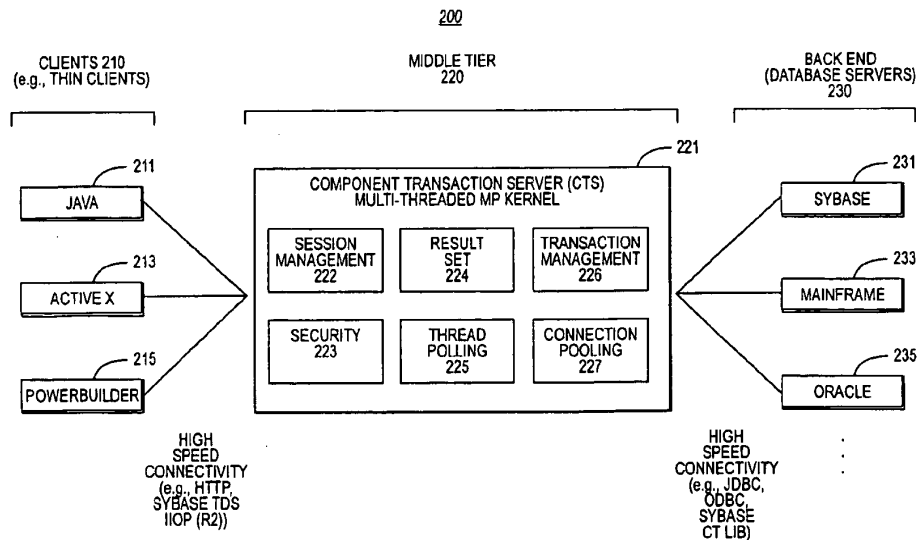 200
CLIENTS 210
(e.g., THIN CLIENTS)
MIDDLE TIER
220
BACK END
(DATABASE SERVERS)
230
211
JAVA
213
ACTIVE X
215
POWERBUILDER
221
COMPONENT TRANSACTION SERVER (CTS)
MULTI-THREADED MP KERNEL
SESSION
MANAGEMENT
222
RESULT
SET
224
TRANSACTION
MANAGEMENT
226
SECURITY
223
THREAD
POLLING
225
CONNECTION
POOLING
227
231
SYBASE
233
MAINFRAME
235
ORACLE
HIGH
SPEED
CONNECTIVITY
(e.g., HTTP,
SYBASE TDS
IIOP (R2))
HIGH
SPEED
CONNECTIVITY
(e.g., JDBC,
ODBC,
SYBASE
CT LIB)